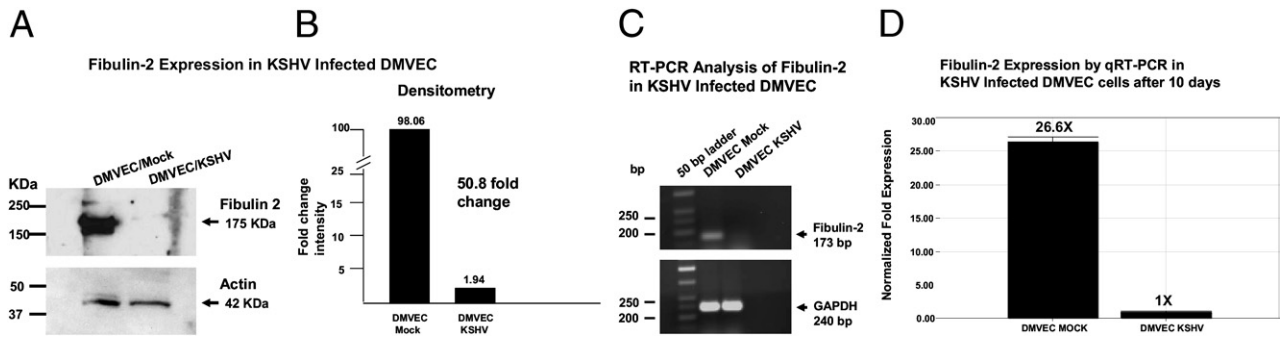 A
Fibulin-2 Expression in KSHV Infected DMVEC
DMVEC/Mock
DMVEC/KSHV
KDa
250
150
Fibulin 2
175 KDa
50
37
Actin
42 KDa
B
Densitometry
Fold change
intensity
100
25
15
10
5
98.06
50.8 fold
change
1.94
DMVEC
Mock
DMVEC
KSHV
C
RT-PCR Analysis of Fibulin-2
in KSHV Infected DMVEC
50 bp ladder
DMVEC Mock
DMVEC KSHV
bp
250
200
Fibulin-2
173 bp
250
200
GAPDH
240 bp
D
Fibulin-2 Expression by qRT-PCR in
KSHV Infected DMVEC cells after 10 days
Normalized Fold Expression
30.00
25.00
20.00
15.00
10.00
5.00
0.00
26.6X
1X
DMVEC MOCK
DMVEC KSHV